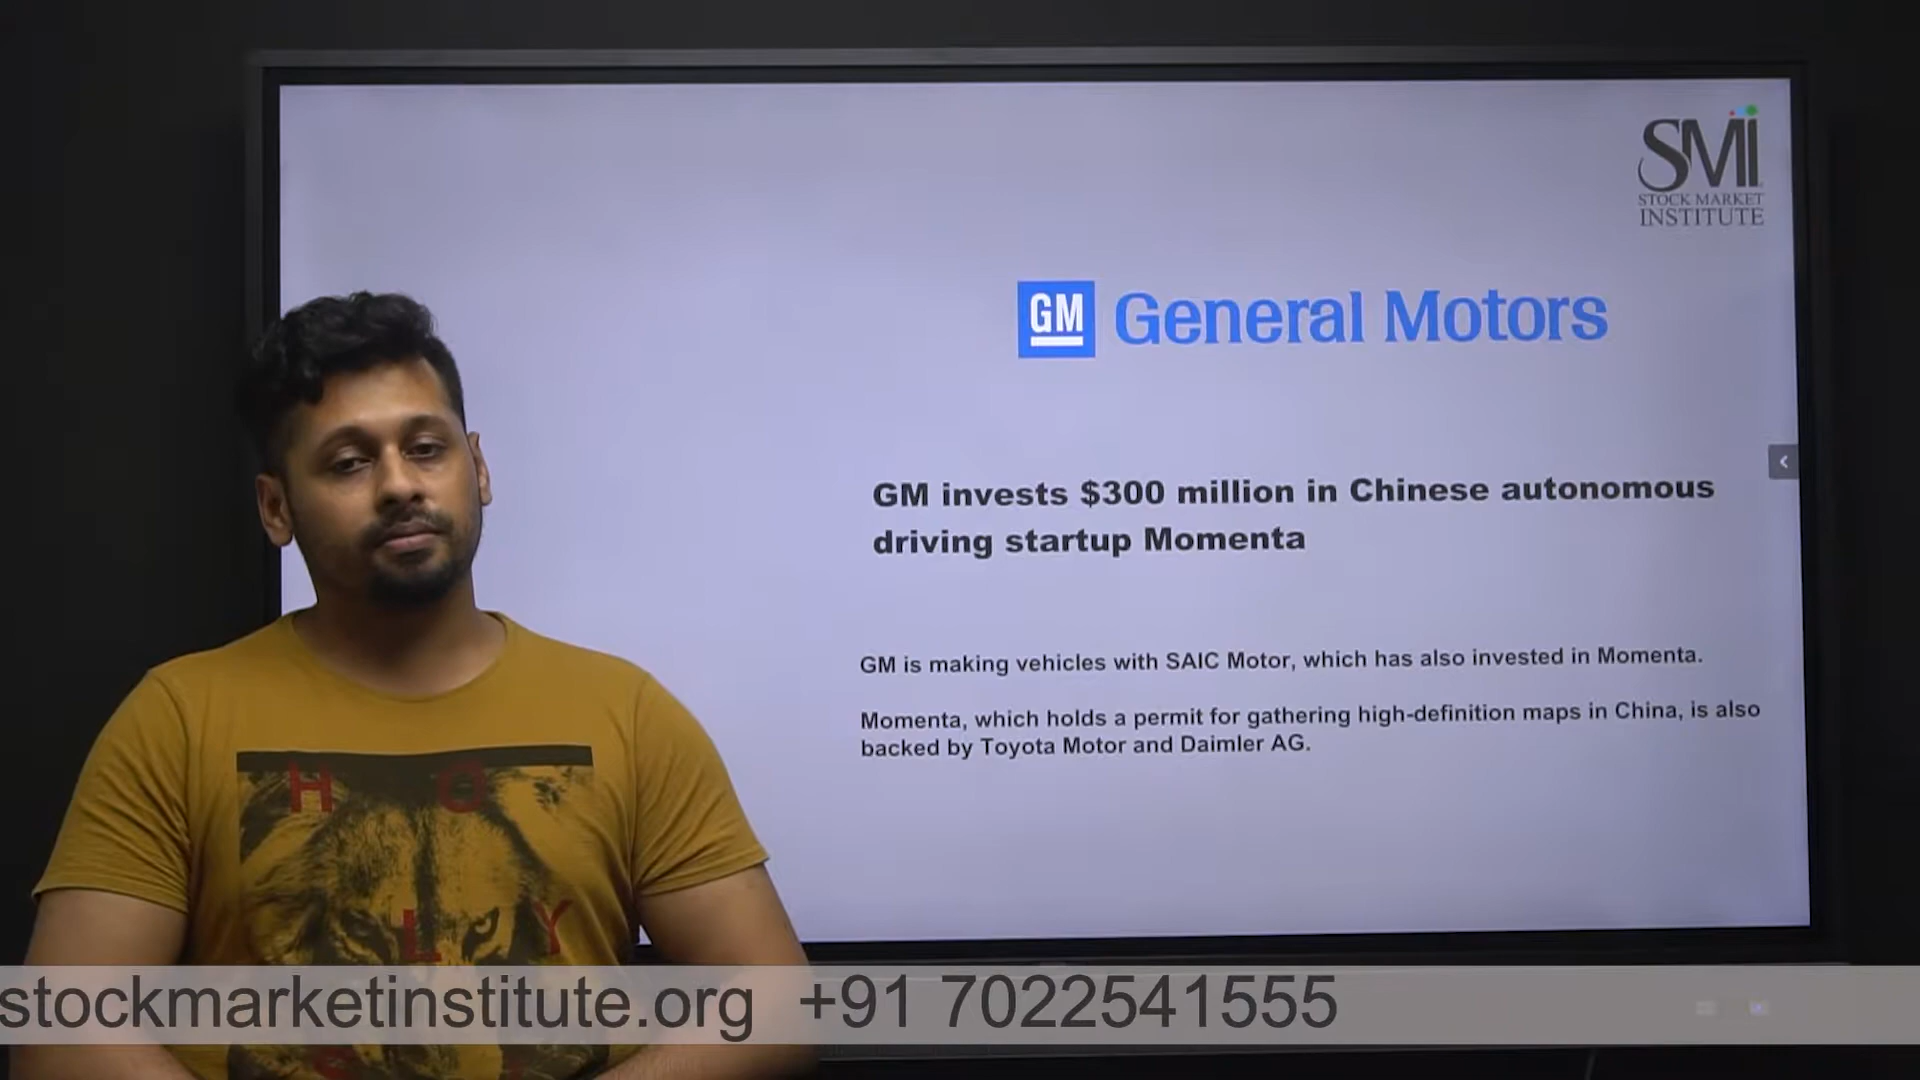 SMI
STOCK MARKET
INSTITUTE
GM General Motors
GM invests $300 million in Chinese autonomous
driving startup Momenta
GM is making vehicles with SAIC Motor, which has also invested in Momenta.
Momenta, which holds a permit for gathering high-definition maps in China, is also
backed by Toyota Motor and Daimler AG.
H O
L Y
stockmarketinstitute.org +91 7022541555